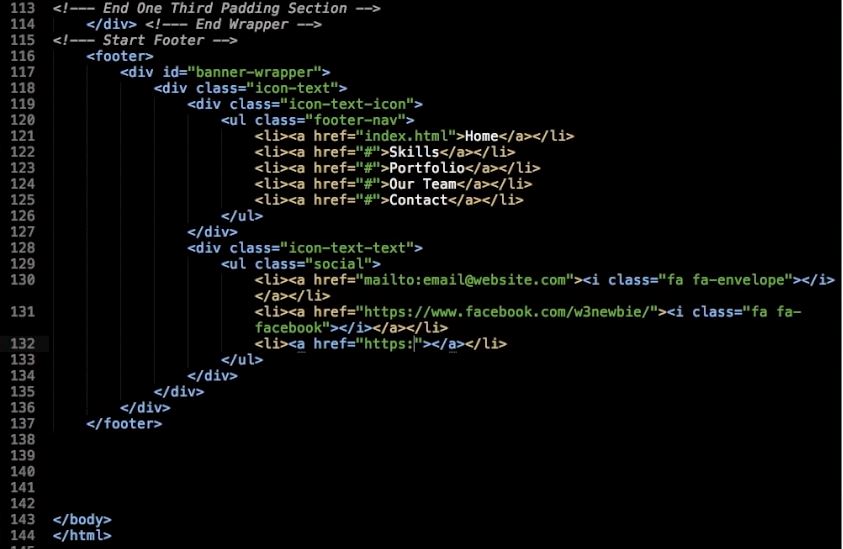 113 <!--- End One Third Padding Section -->
114 </div> <!--- End Wrapper -->
115 <!--- Start Footer -->
116 <footer>
117 <div id="banner-wrapper">
118 <div class="icon-text">
119 <div class="icon-text-icon">
120 <ul class="footer-nav">
121 <li><a href="index.html">Home</a></li>
122 <li><a href="#">Skills</a></li>
123 <li><a href="#">Portfolio</a></li>
124 <li><a href="#">Our Team</a></li>
125 <li><a href="#">Contact</a></li>
126 </ul>
127 </div>
128 <div class="icon-text-text">
129 <ul class="social">
130 <li><a href="mailto:email@website.com"><i class="fa fa-envelope"></i>
</a></li>
131 <li><a href="https://www.facebook.com/w3newbie/"><i class="fa fa-
facebook"></i></a></li>
132 <li><a href="https:"></a></li>
133 </ul>
134 </div>
135 </div>
136 </div>
137 </footer>
138
139
140
141
142
143 </body>
144 </html>